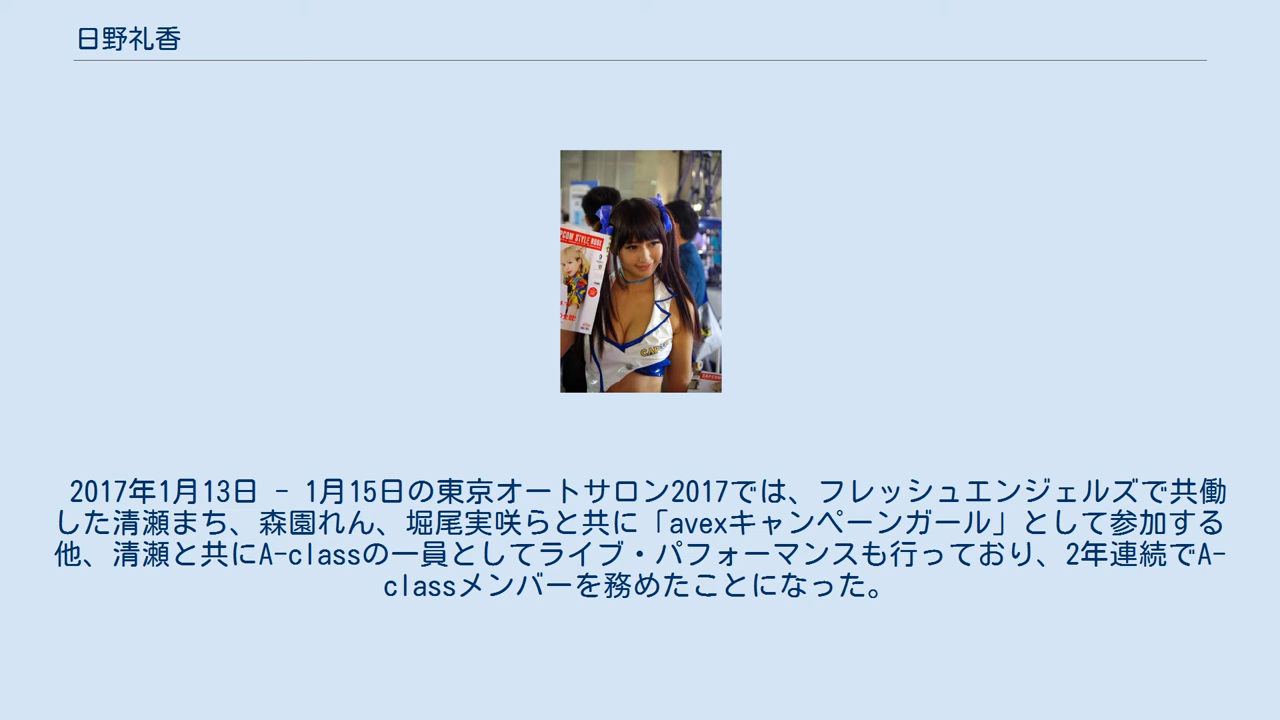 日野礼香
PCOM STYLE BOOK
2017年1月13日 - 1月15日の東京オートサロン2017では、フレッシュエンジェルズで共働
した清瀬まち、森園れん、堀尾実咲らと共に「avexキャンペーンガール」として参加する
他、清瀬と共にA-classの一員としてライブ・パフォーマンスも行っており、2年連続でA-
classメンバーを務めたことになった。